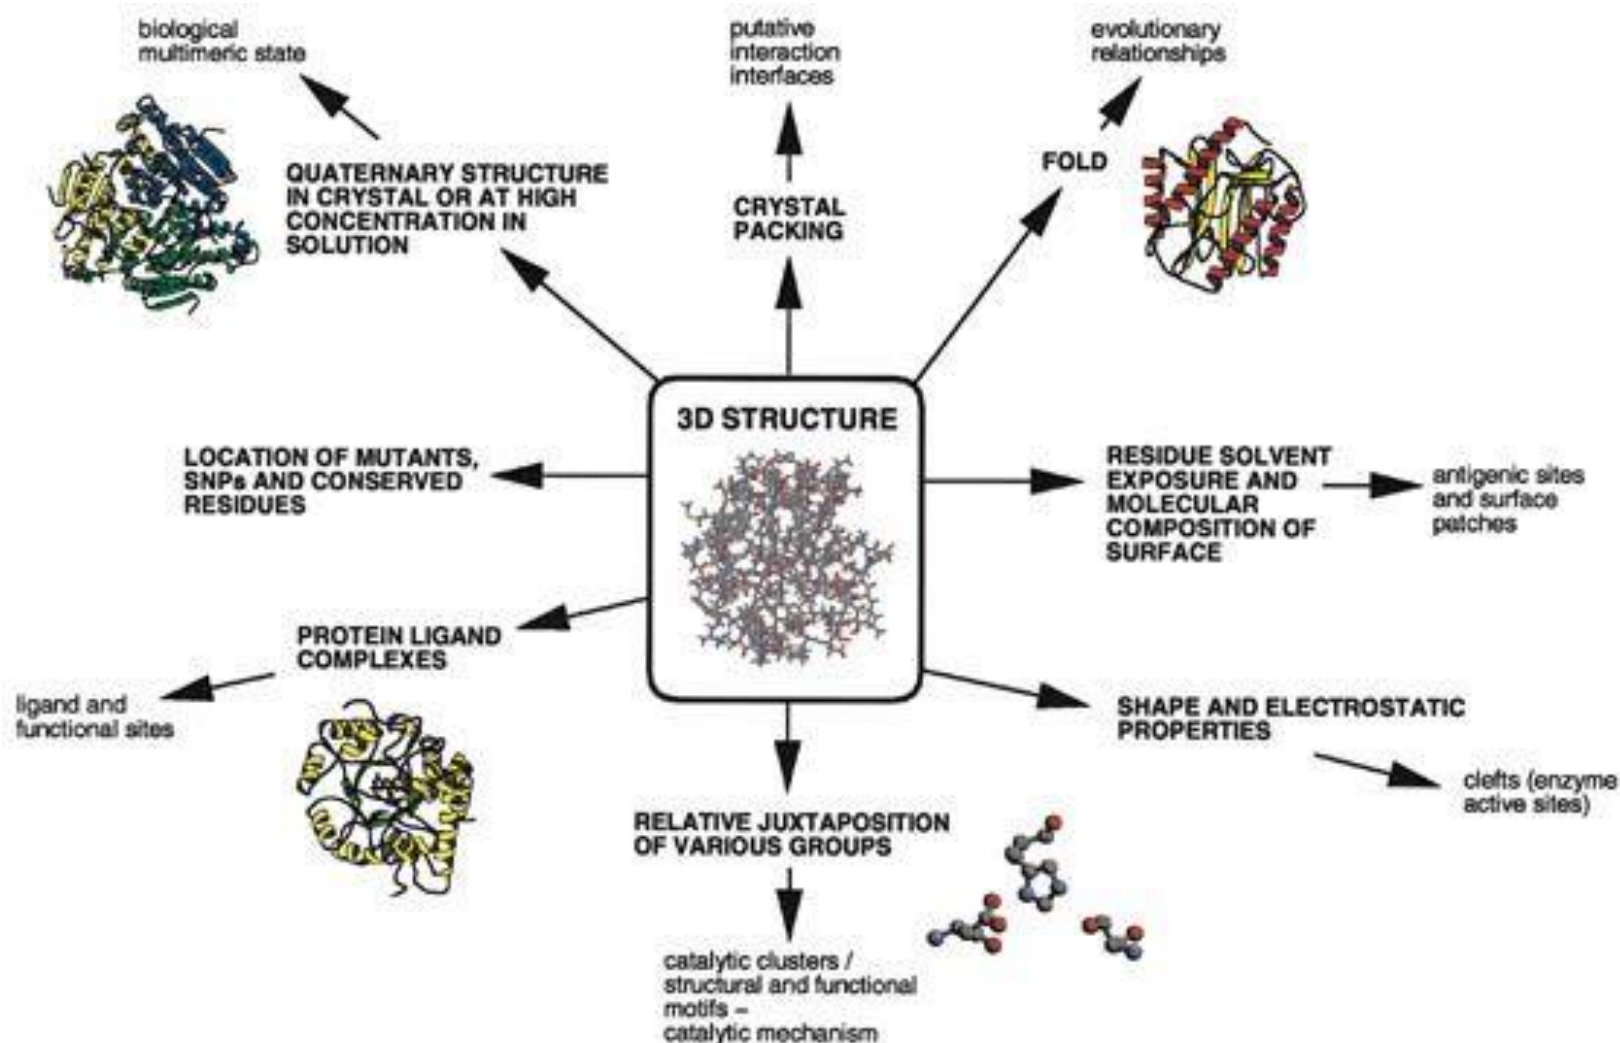 biological
multimeric state
putative
interaction
interfaces
evolutionary
relationships
QUATERNARY STRUCTURE
IN CRYSTAL OR AT HIGH
CONCENTRATION IN
SOLUTION
CRYSTAL
PACKING
FOLD
3D STRUCTURE
LOCATION OF MUTANTS,
SNPs AND CONSERVED
RESIDUES
RESIDUE SOLVENT
EXPOSURE AND
MOLECULAR
COMPOSITION OF
SURFACE
antigenic sites
and surface
patches
PROTEIN LIGAND
COMPLEXES
ligand and
functional sites
SHAPE AND ELECTROSTATIC
PROPERTIES
clefts (enzyme
active sites)
RELATIVE JUXTAPOSITION
OF VARIOUS GROUPS
catalytic clusters /
structural and functional
motifs –
catalytic mechanism